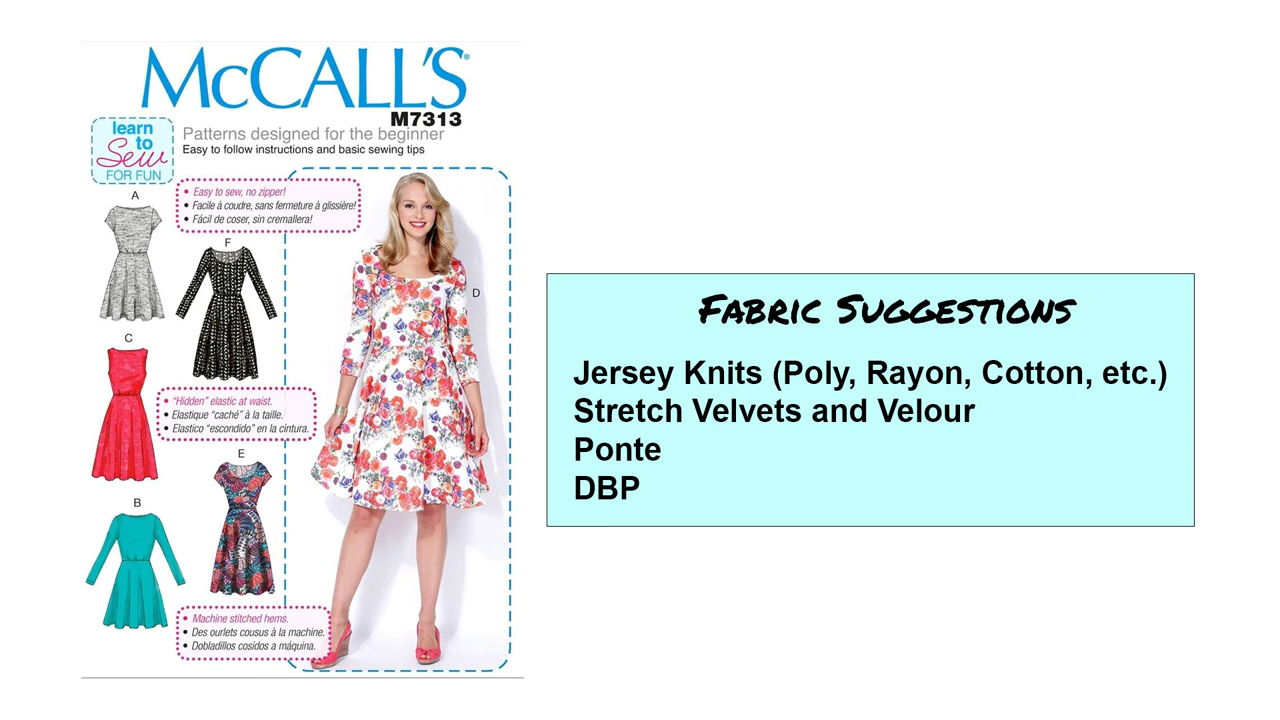 McCALL'S®
M7313
learn
to
Sew
FOR FUN
Patterns designed for the beginner
Easy to follow instructions and basic sewing tips
• Easy to sew, no zipper!
• Facile à coudre, sans fermeture à glissière!
• Fácil de coser, sin cremallera!
A
F
D
C
• "Hidden" elastic at waist.
• Elastique "caché" à la taille.
• Elastico "escondido" en la cintura.
E
B
• Machine stitched hems.
• Des ourlets cousus à la machine.
• Dobladillos cosidos a máquina.
Fabric Suggestions
Jersey Knits (Poly, Rayon, Cotton, etc.)
Stretch Velvets and Velour
Ponte
DBP